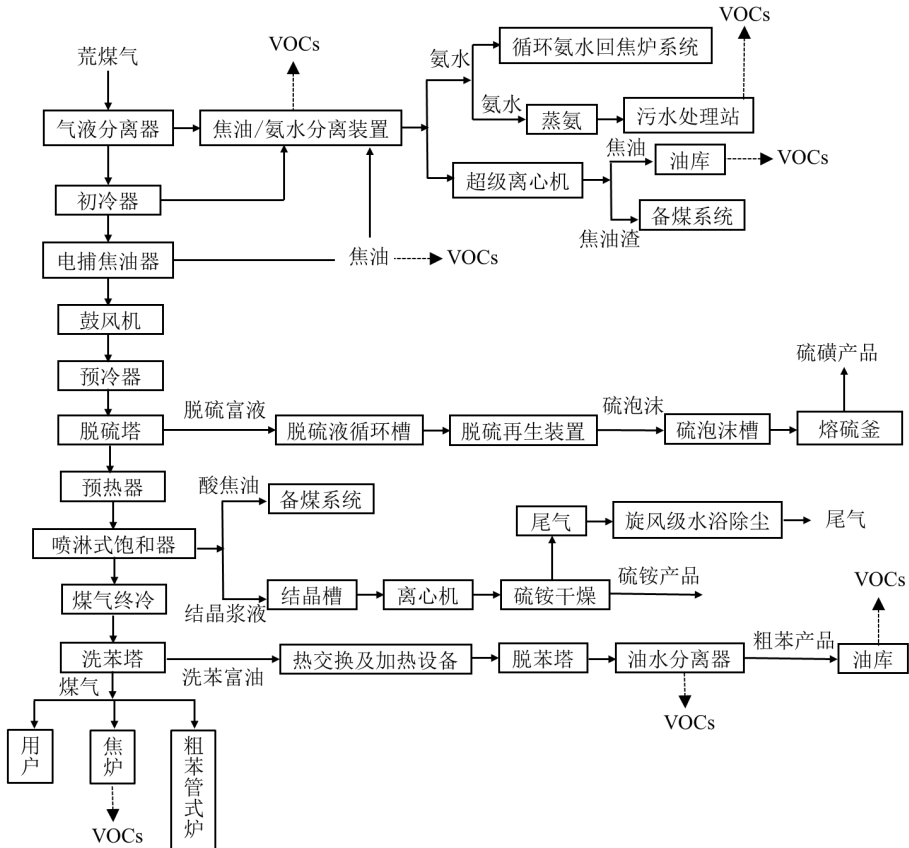 VOCs
VOCs
荒煤气
氨水
循环氨水回焦炉系统
气液分离器
焦油/氨水分离装置
氨水
蒸氨
污水处理站
焦油
油库
VOCs
初冷器
超级离心机
备煤系统
焦油渣
电捕焦油器
焦油
VOCs
鼓风机
预冷器
硫磺产品
脱硫富液
硫泡沫
脱硫塔
脱硫液循环槽
脱硫再生装置
硫泡沫槽
熔硫釜
预热器
酸焦油
备煤系统
尾气
旋风级水浴除尘
尾气
喷淋式饱和器
硫铵产品
VOCs
煤气终冷
结晶槽
离心机
硫铵干燥
结晶浆液
洗苯塔
热交换及加热设备
脱苯塔
油水分离器
粗苯产品
油库
洗苯富油
煤气
VOCs
用户
焦炉
粗苯管式炉
VOCs